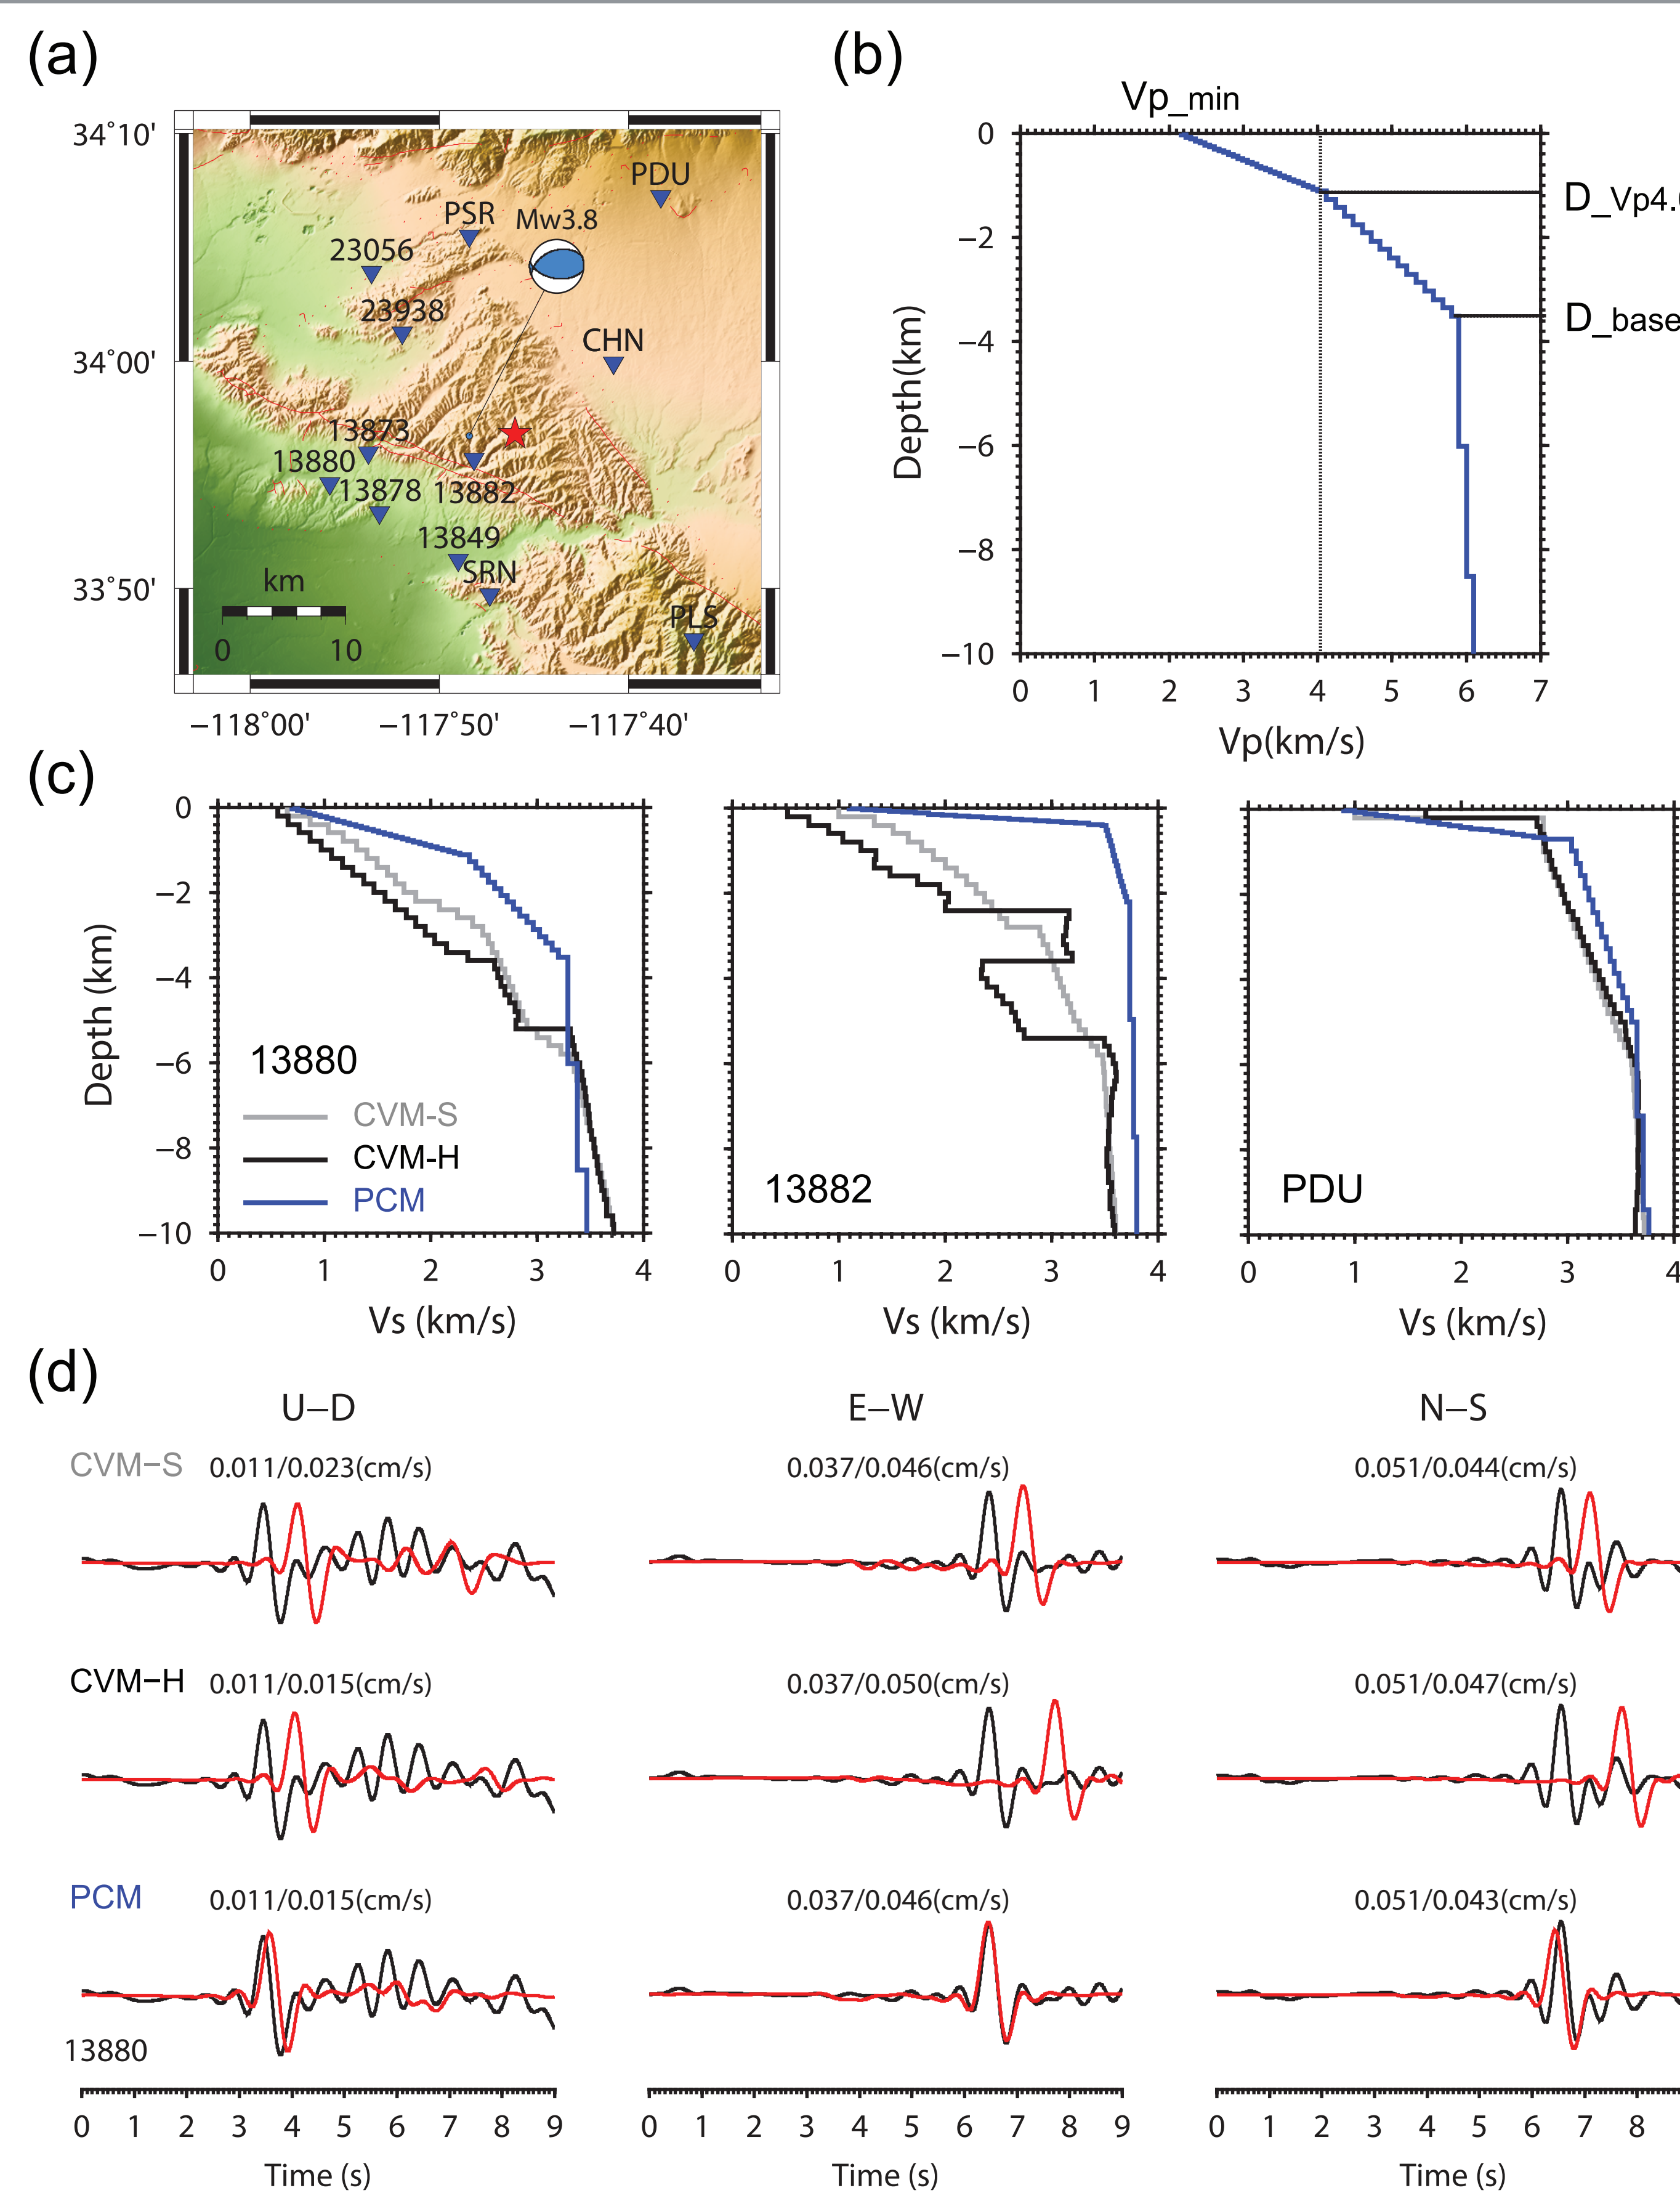 (a)
(b)
34°10'
34°00'
33°50'
−118°00'
−117°50'
−117°40'
PDU
PSR
Mw3.8
23056
23938
CHN
13873
13880
13878
13882
13849
SRN
PLS
km
0 10
Vp_min
0
−2
−4
−6
−8
−10
Depth(km)
D_Vp4.
D_base
0 1 2 3 4 5 6 7
Vp(km/s)
(c)
0
−2
−4
−6
−8
−10
Depth (km)
13880
CVM-S
CVM-H
PCM
0 1 2 3 4
Vs (km/s)
13882
0 1 2 3 4
Vs (km/s)
PDU
0 1 2 3 4
Vs (km/s)
(d)
U−D
E−W
N−S
CVM−S
0.011/0.023(cm/s)
0.037/0.046(cm/s)
0.051/0.044(cm/s)
CVM−H
0.011/0.015(cm/s)
0.037/0.050(cm/s)
0.051/0.047(cm/s)
PCM
0.011/0.015(cm/s)
0.037/0.046(cm/s)
0.051/0.043(cm/s)
13880
0 1 2 3 4 5 6 7 8 9
Time (s)
0 1 2 3 4 5 6 7 8 9
Time (s)
0 1 2 3 4 5 6 7 8
Time (s)